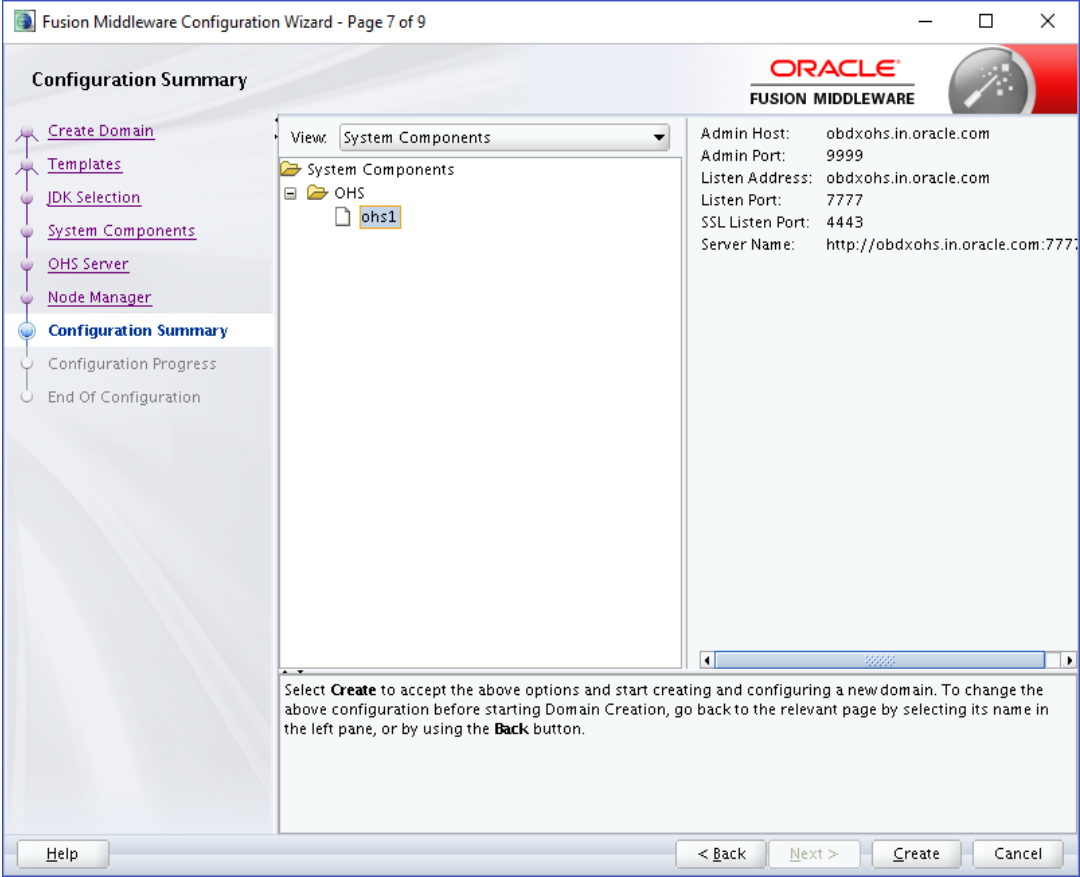 Fusion Middleware Configuration Wizard - Page 7 of 9
Configuration Summary
ORACLE
FUSION MIDDLEWARE
Create Domain
Templates
JDK Selection
System Components
OHS Server
Node Manager
Configuration Summary
Configuration Progress
End Of Configuration
View: System Components
System Components
OHS
ohs1
Admin Host: obdxohs.in.oracle.com
Admin Port: 9999
Listen Address: obdxohs.in.oracle.com
Listen Port: 7777
SSL Listen Port: 4443
Server Name: http://obdxohs.in.oracle.com:777
Select Create to accept the above options and start creating and configuring a new domain. To change the
above configuration before starting Domain Creation, go back to the relevant page by selecting its name in
the left pane, or by using the Back button.
Help
< Back
Next >
Create
Cancel